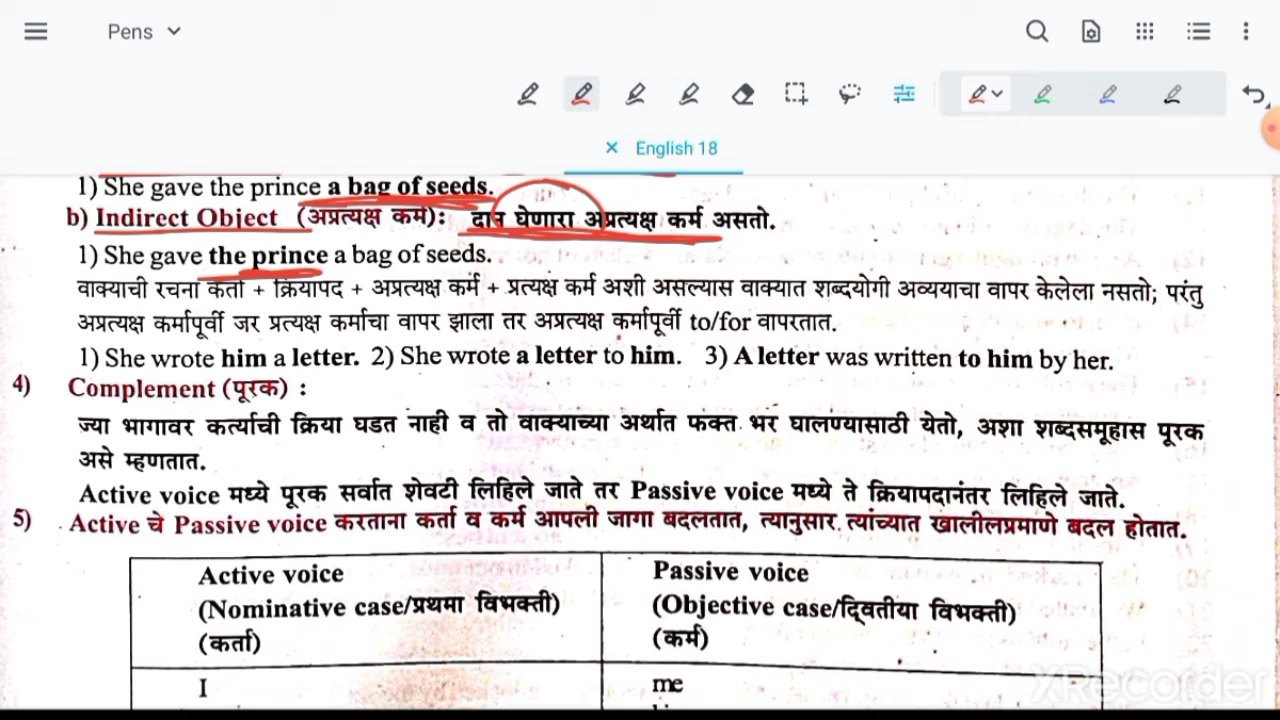 Pens
English 18
1) She gave the prince a bag of seeds.
b) Indirect Object (अप्रत्यक्ष कर्म): दान घेणारा अप्रत्यक्ष कर्म असतो.
1) She gave the prince a bag of seeds.
वाक्याची रचना कर्ता + क्रियापद + अप्रत्यक्ष कर्म + प्रत्यक्ष कर्म अशी असल्यास वाक्यात शब्दयोगी अव्ययाचा वापर केलेला नसतो; परंतु
अप्रत्यक्ष कर्मापूर्वी जर प्रत्यक्ष कर्माचा वापर झाला तर अप्रत्यक्ष कर्मापूर्वी to/for वापरतात.
1) She wrote him a letter. 2) She wrote a letter to him. 3) A letter was written to him by her.
4) Complement (पूरक) :
ज्या भागावर कर्त्याची क्रिया घडत नाही व तो वाक्याच्या अर्थात फक्त भर घालण्यासाठी येतो, अशा शब्दसमूहास पूरक
असे म्हणतात.
Active voice मध्ये पूरक सर्वात शेवटी लिहिले जाते तर Passive voice मध्ये ते क्रियापदानंतर लिहिले जाते.
5) Active चे Passive voice करताना कर्ता व कर्म आपली जागा बदलतात, त्यानुसार त्यांच्यात खालीलप्रमाणे बदल होतात.
Active voice Passive voice
(Nominative case/प्रथमा विभक्ती) (Objective case/द्वितीया विभक्ती)
(कर्ता) (कर्म)
I me
XRecorder